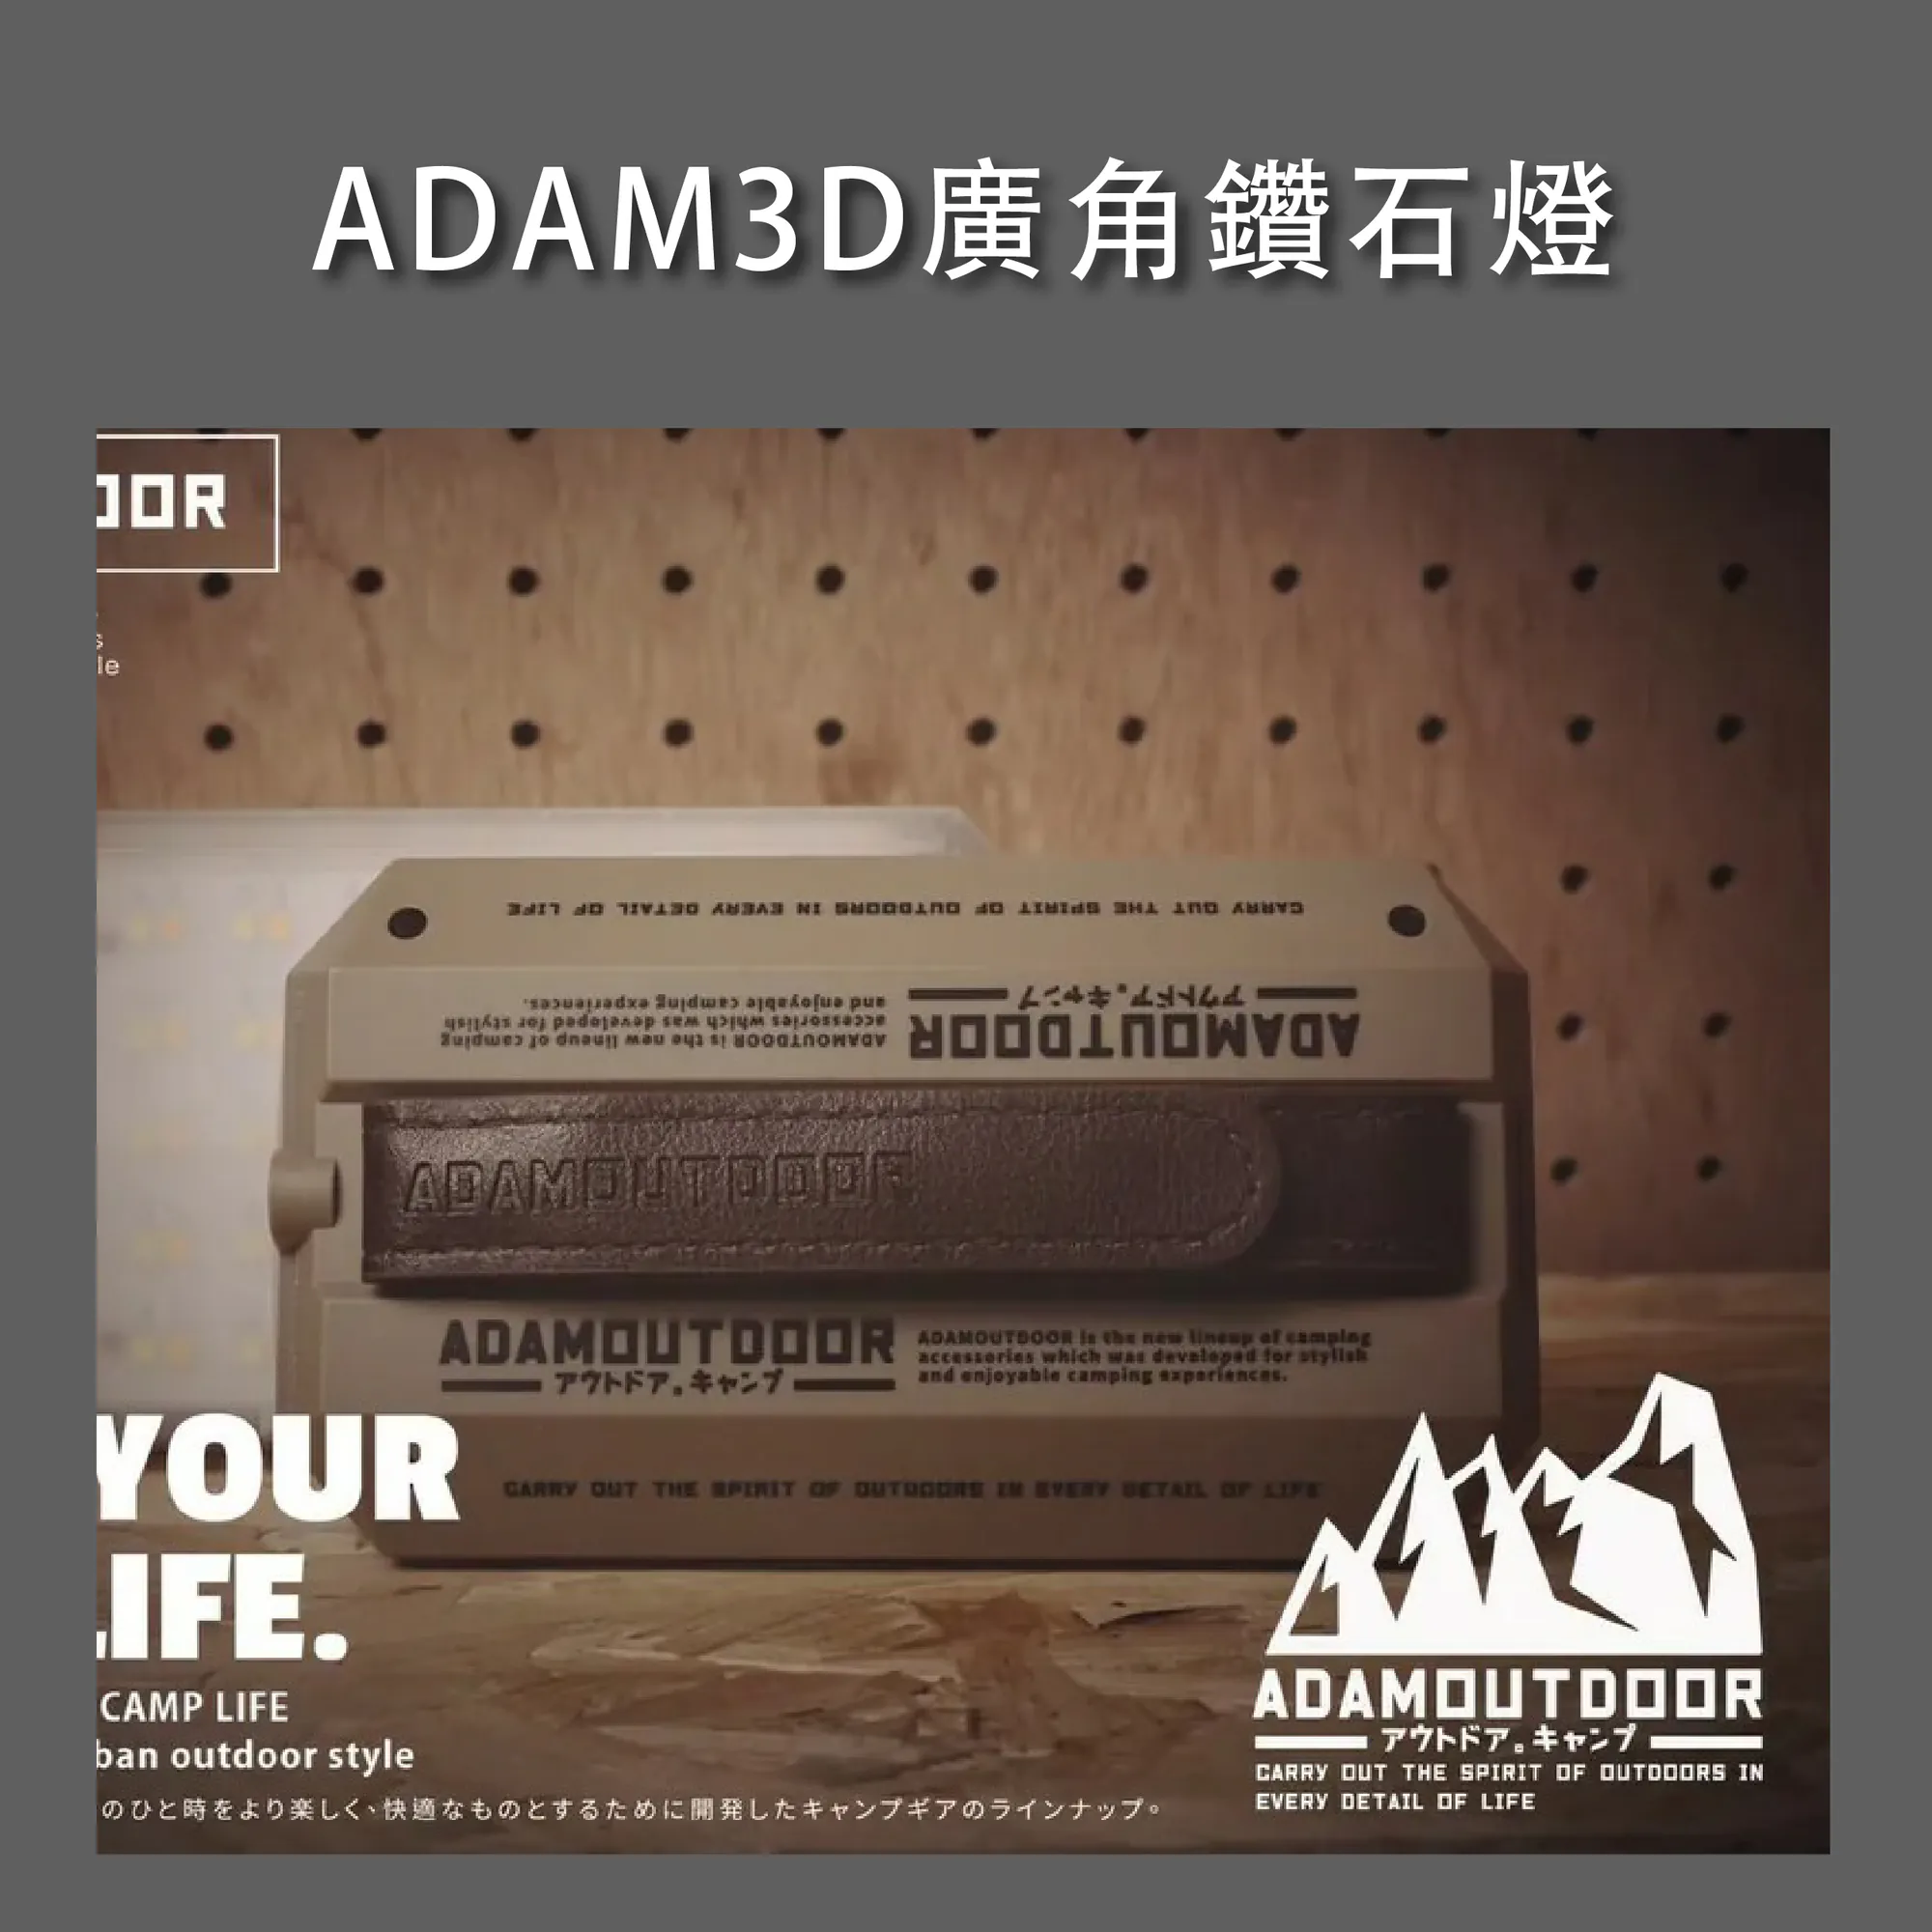 ADAM3D廣角鑽石燈
OOR
s
le
CARRY OUT THE SPIRIT OF OUTDOORS IN EVERY DETAIL OF LIFE
アウトドア。キャンプ
ADAMOUTDOOR
ADAMOUTDOOR is the new lineup of camping
accessories which was developed for stylish
and enjoyable camping experiences.
ADAMOUTDOOR
ADAMOUTDOOR
アウトドア。キャンプ
ADAMOUTDOOR is the new lineup of camping
accessories which was developed for stylish
and enjoyable camping experiences.
CARRY OUT THE SPIRIT OF OUTDOORS IN EVERY DETAIL OF LIFE
YOUR
LIFE.
CAMP LIFE
ban outdoor style
のひと時をより楽しく、快適なものとするために開発したキャンプギアのラインナップ。
ADAMOUTDOOR
アウトドア。キャンプ
CARRY OUT THE SPIRIT OF OUTDOORS IN
EVERY DETAIL OF LIFE